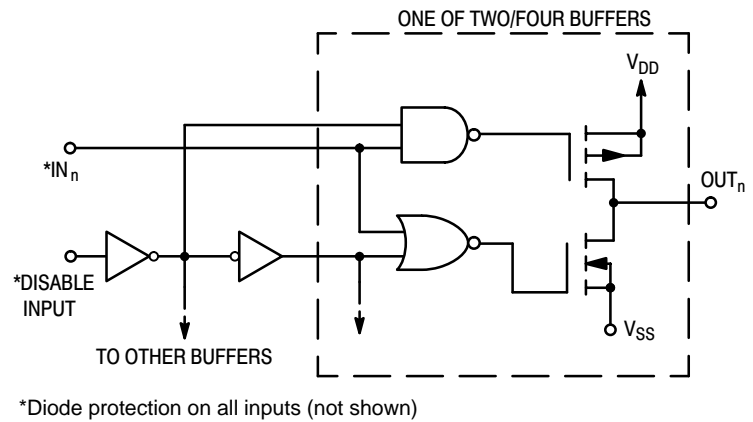 ONE OF TWO/FOUR BUFFERS
VDD
*INn
OUTn
*DISABLE
INPUT
VSS
TO OTHER BUFFERS
*Diode protection on all inputs (not shown)